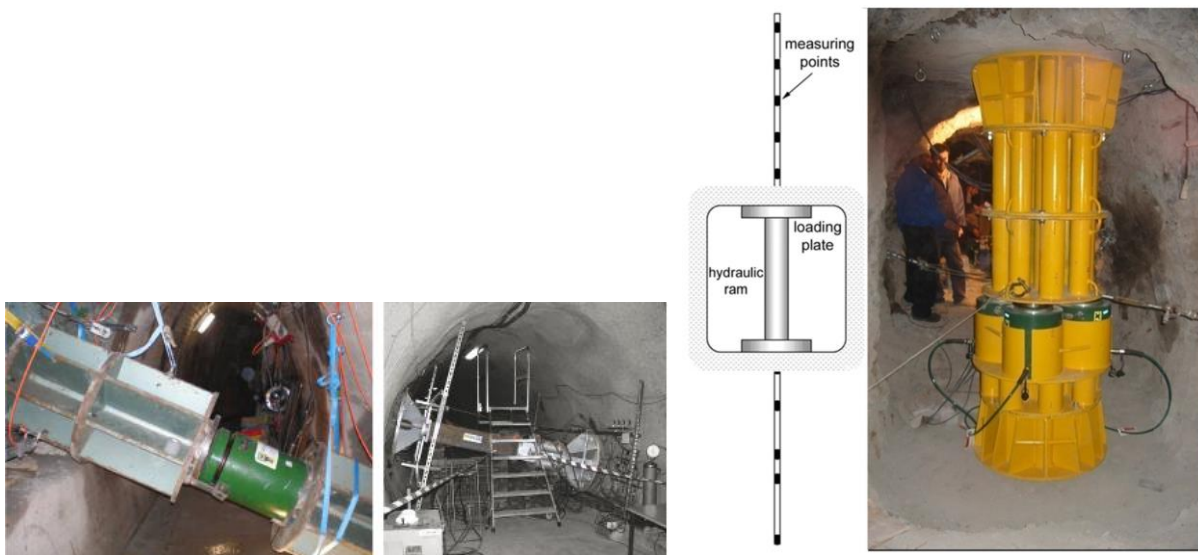 measuring
points
loading
plate
hydraulic
ram